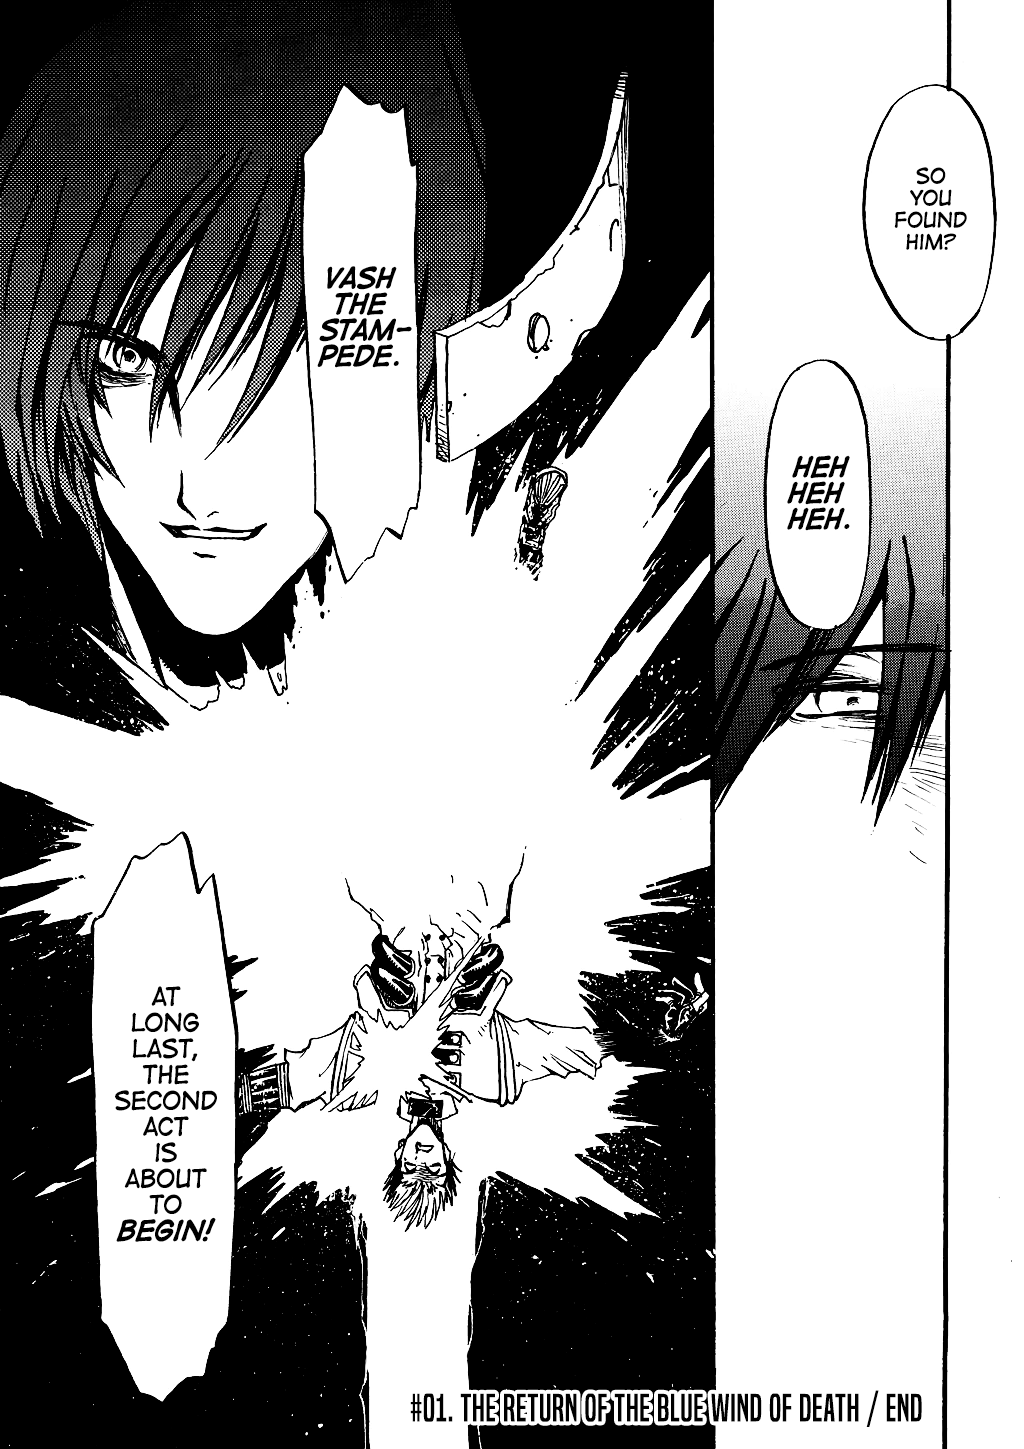 SO
YOU
FOUND
HIM?
HEH
HEH
HEH.
VASH
THE
STAM-
PEDE.
AT
LONG
LAST,
THE
SECOND
ACT
IS
ABOUT
TO
BEGIN!
#01. THE RETURN OF THE BLUE WIND OF DEATH / END